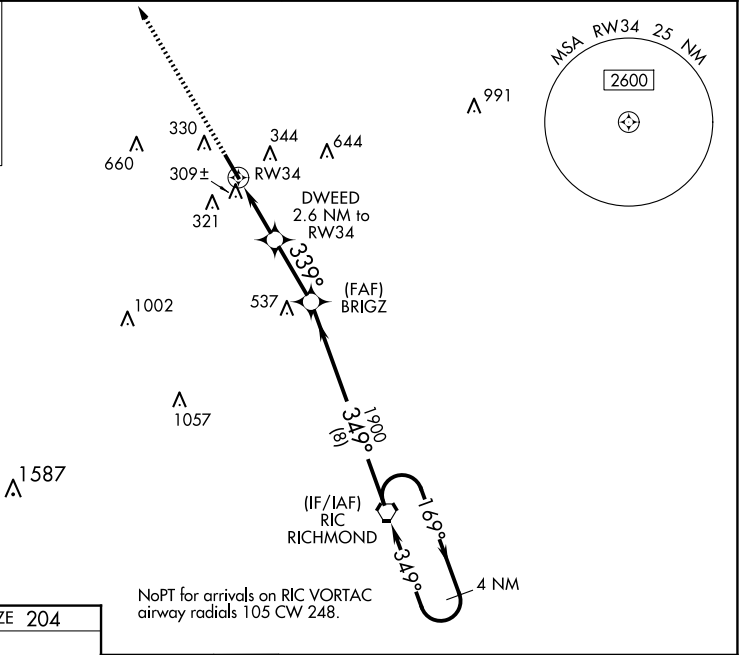 MSA RW34 25 NM
2600
991
330
344
644
660
309±
RW34
321
DWEED
2.6 NM to
RW34
339°
(FAF)
BRIGZ
537
1002
1057
1900
349°
(8)
1587
(IF/IAF)
RIC
RICHMOND
169°
349°
4 NM
NoPT for arrivals on RIC VORTAC
airway radials 105 CW 248.
ZE 204